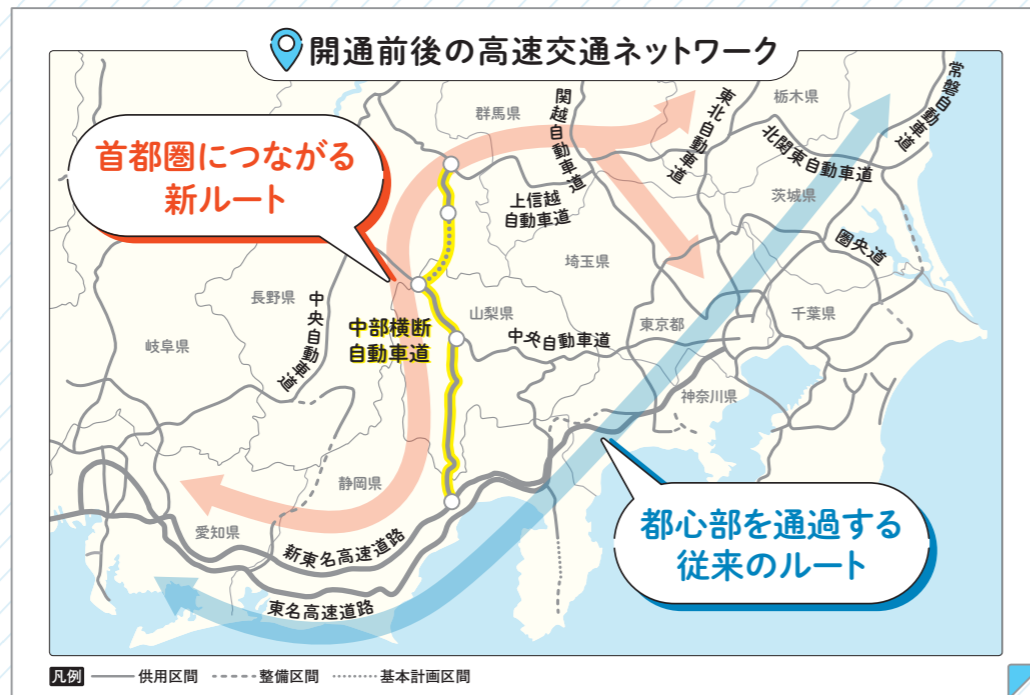 開通前後の高速交通ネットワーク
首都圏につながる
新ルート
群馬県
関越自動車道
東北自動車道
栃木県
常磐自動車道
北関東自動車道
茨城県
上信越
自動車道
圏央道
埼玉県
長野県
中央自動車道
岐阜県
中部横断
自動車道
山梨県
中央自動車道
東京都
千葉県
神奈川県
静岡県
愛知県
新東名高速道路
東名高速道路
都心部を通過する
従来のルート
凡例 供用区間 整備区間 基本計画区間